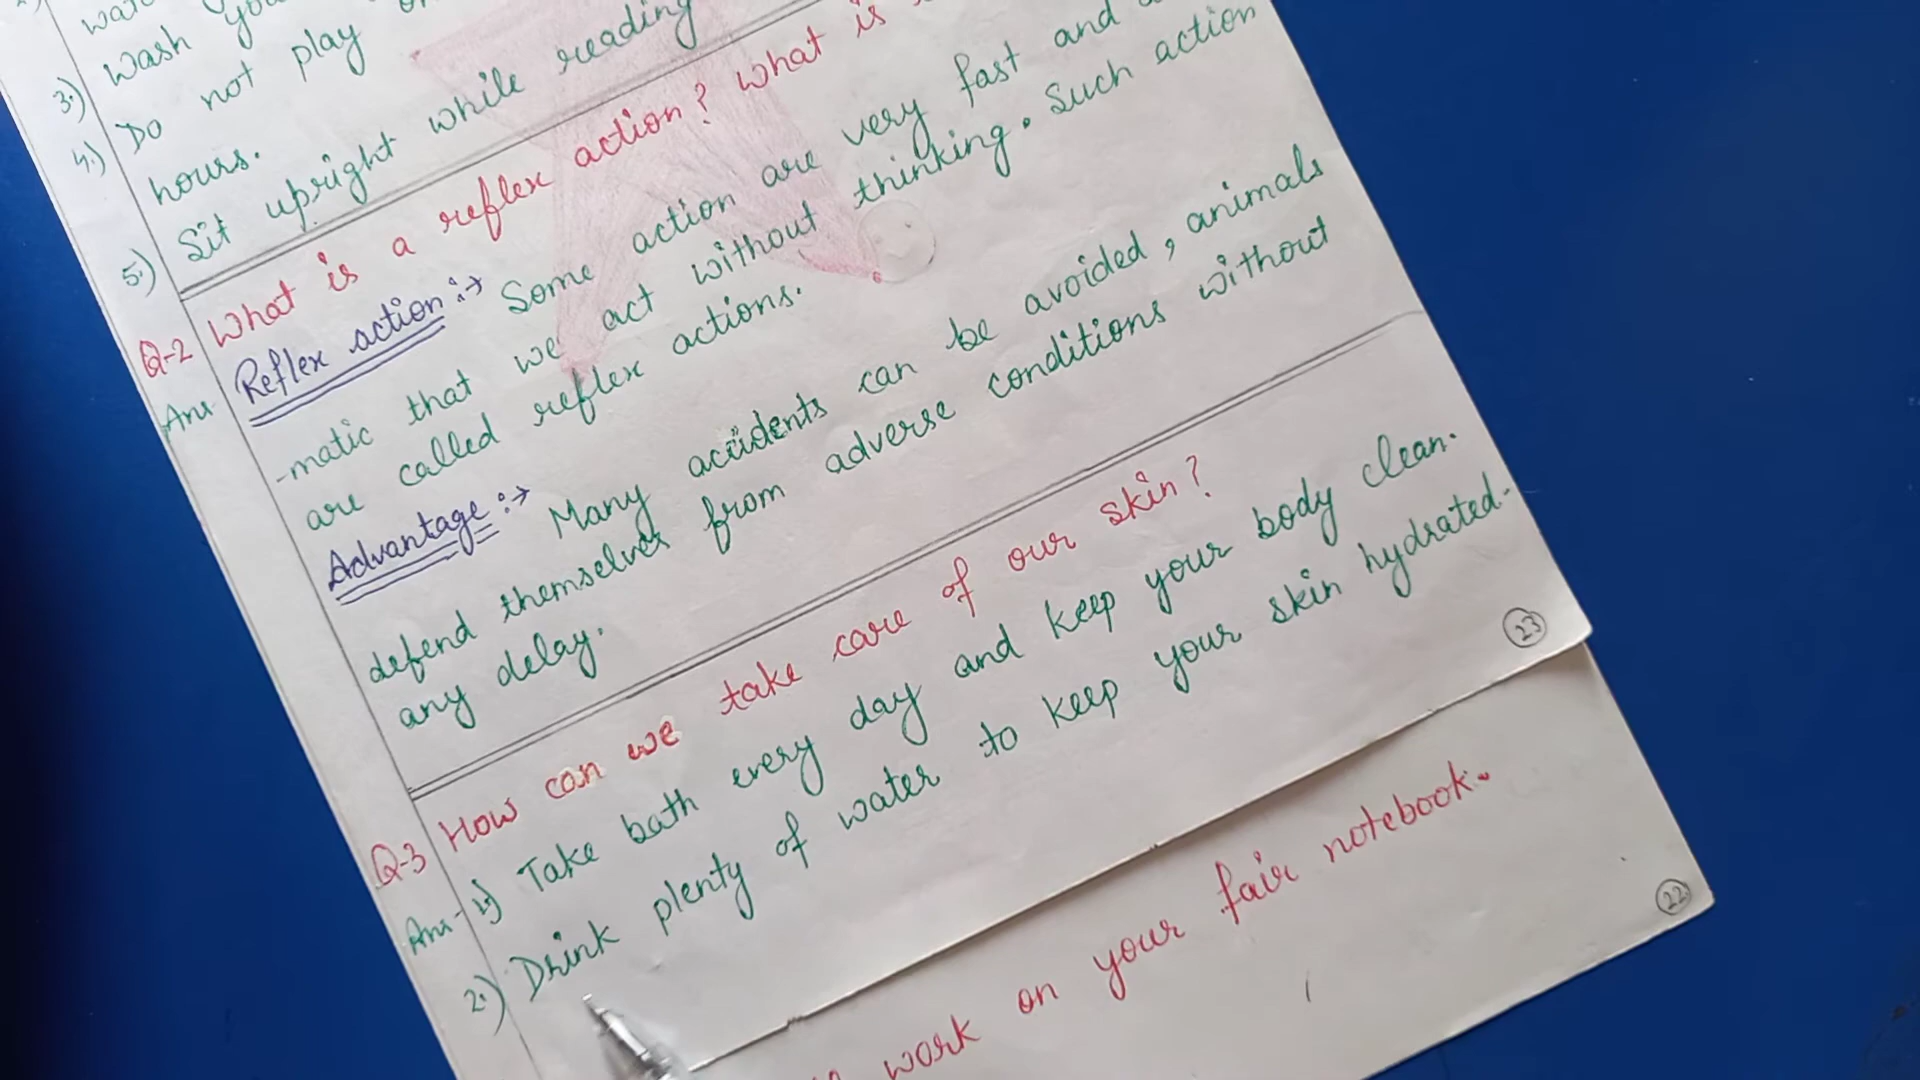 wash
3.) Do not play
4.) hours.
5.) Sit upright while reading
Q-2 What is a reflex action? What is
Ans Reflex action:→ Some action are very fast and
-matic that we act without thinking. Such action
are called reflex actions.
Advantage:→ Many accidents can be avoided, animals
defend themselves from adverse conditions without
any delay.
Q-3 How can we take care of our skin?
Ans- 1) Take bath every day and keep your body clean.
2.) Drink plenty of water to keep your skin hydrated.
23
work on your fair notebook.
22